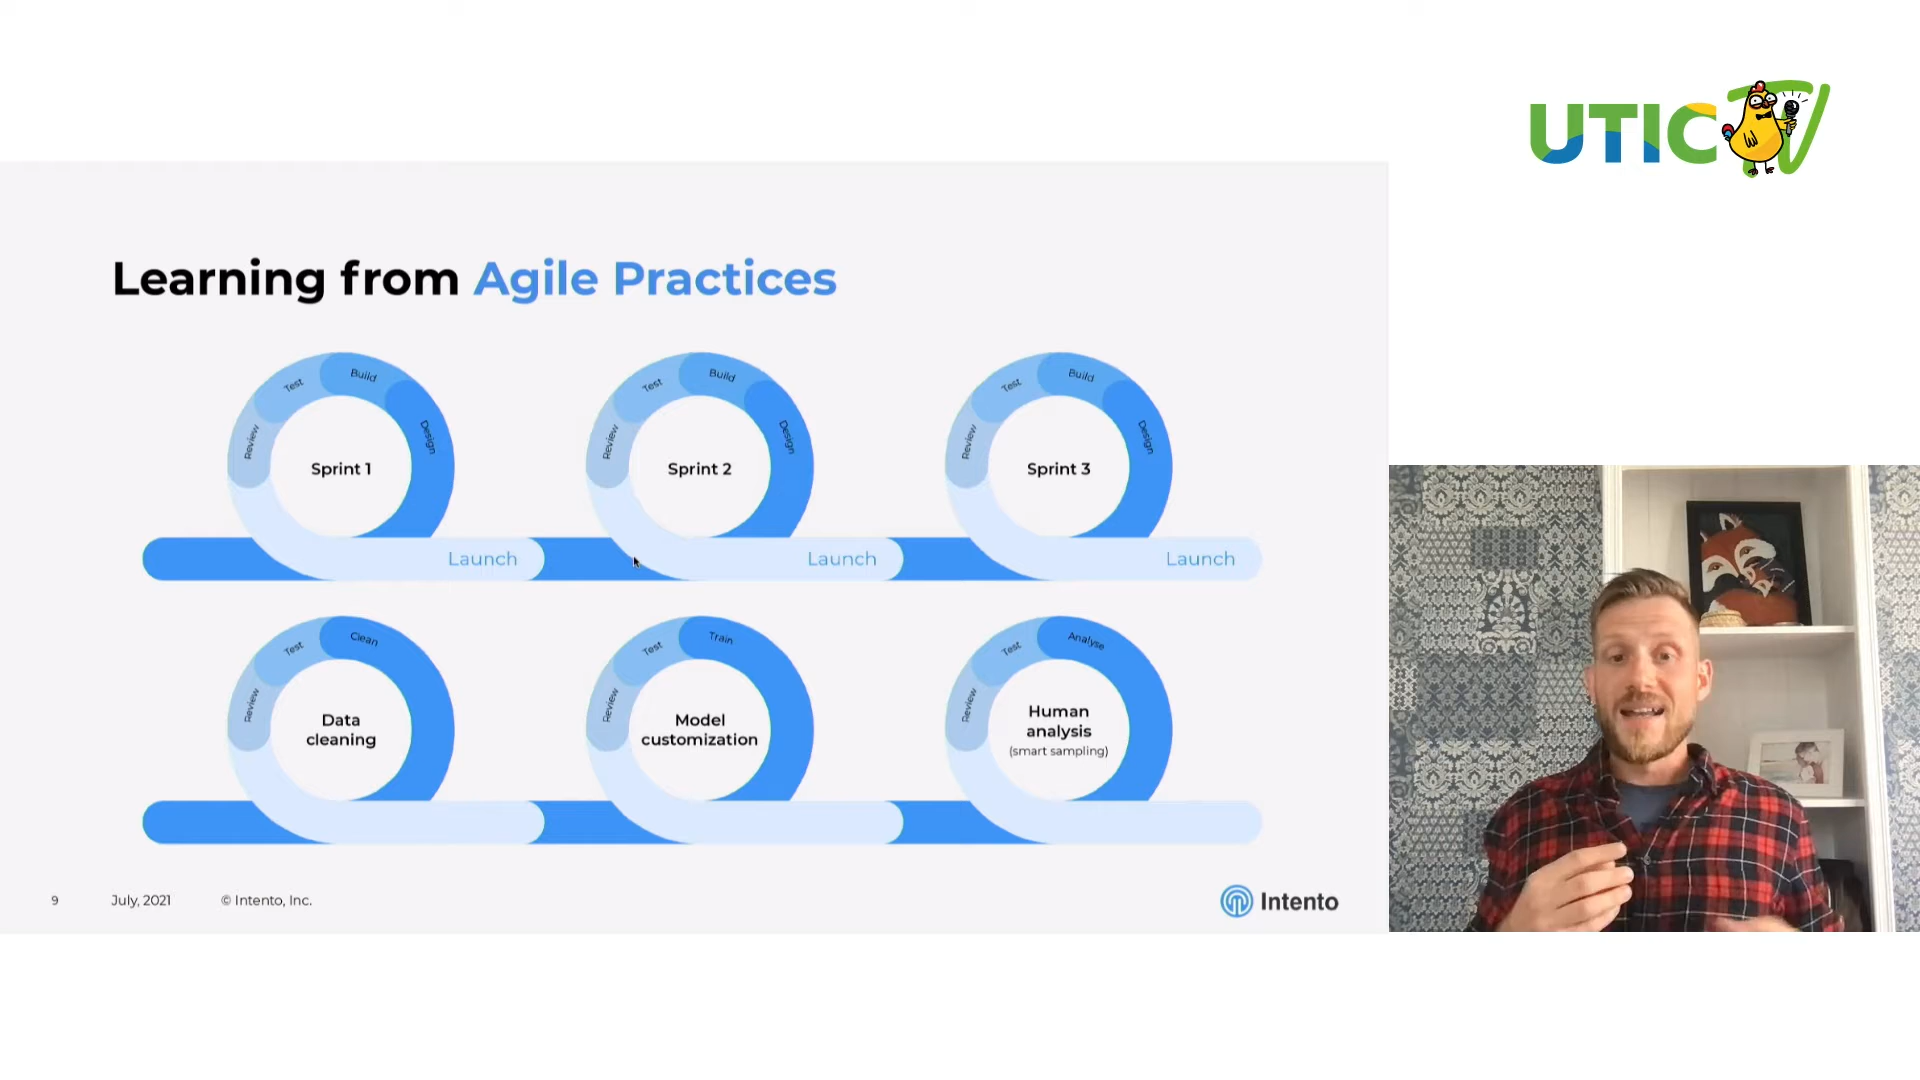 UTIC TV
Learning from Agile Practices
Review
Test
Build
Design
Sprint 1
Launch
Review
Test
Build
Design
Sprint 2
Launch
Review
Test
Build
Design
Sprint 3
Launch
Review
Test
Clean
Data
cleaning
Review
Test
Train
Model
customization
Review
Test
Analyse
Human
analysis
(smart sampling)
9
July, 2021
© Intento, Inc.
Intento